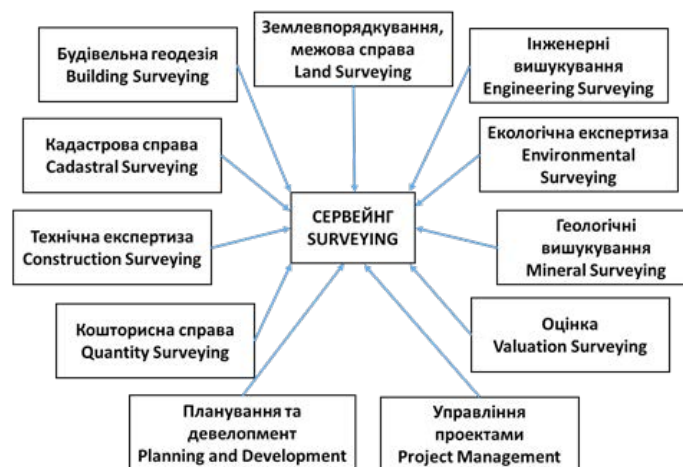 Будівельна геодезія
Building Surveying
Землевпорядкування,
межова справа
Land Surveying
Інженерні
вишукування
Engineering Surveying
Кадастрова справа
Cadastral Surveying
Екологічна експертиза
Environmental
Surveying
СЕРВЕЙНГ
SURVEYING
Технічна експертиза
Construction Surveying
Геологічні
вишукування
Mineral Surveying
Кошторисна справа
Quantity Surveying
Оцінка
Valuation Surveying
Планування та
девелопмент
Planning and Development
Управління
проектами
Project Management